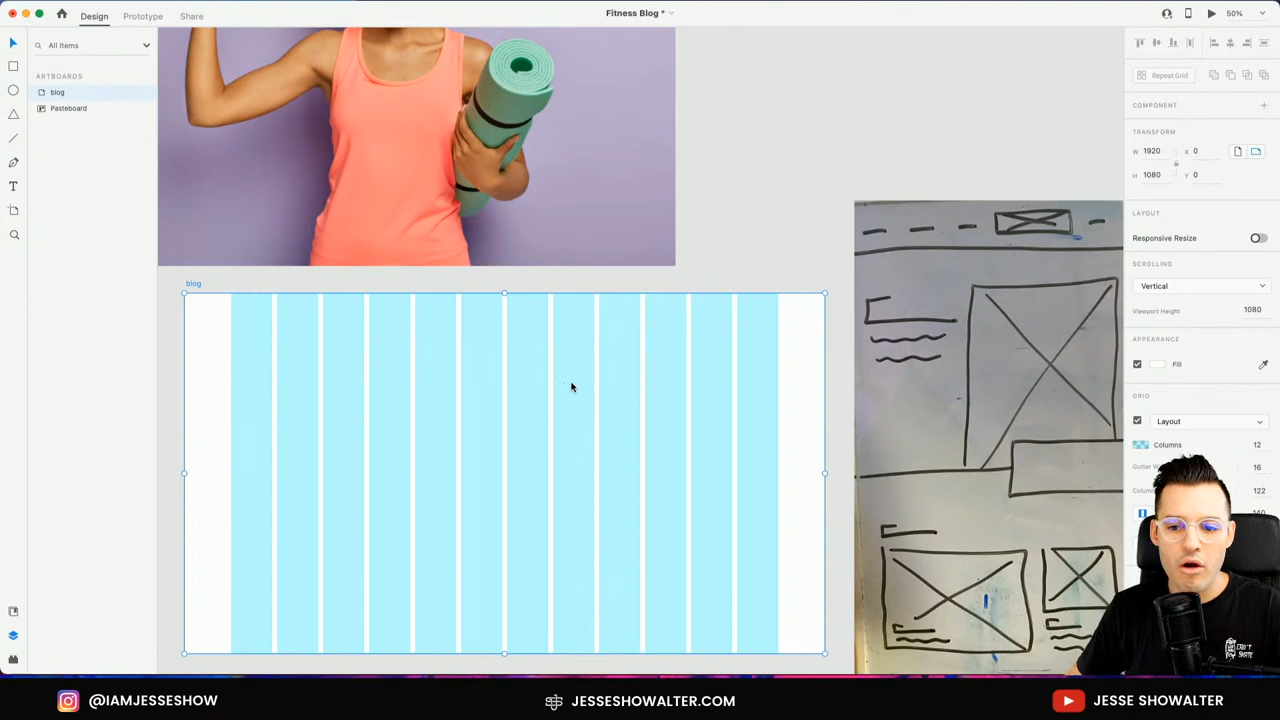 Fitness Blog *
50%
Design
Prototype
Share
All Items
ARTBOARDS
blog
Pasteboard
blog
Repeat Grid
COMPONENT
TRANSFORM
W 1920
X 0
H 1080
Y 0
LAYOUT
Responsive Resize
SCROLLING
Vertical
Viewport Height
1080
APPEARANCE
Fill
GRID
Layout
Columns
12
16
122
@IAMJESSESHOW
JESSESHOWALTER.COM
JESSE SHOWALTER